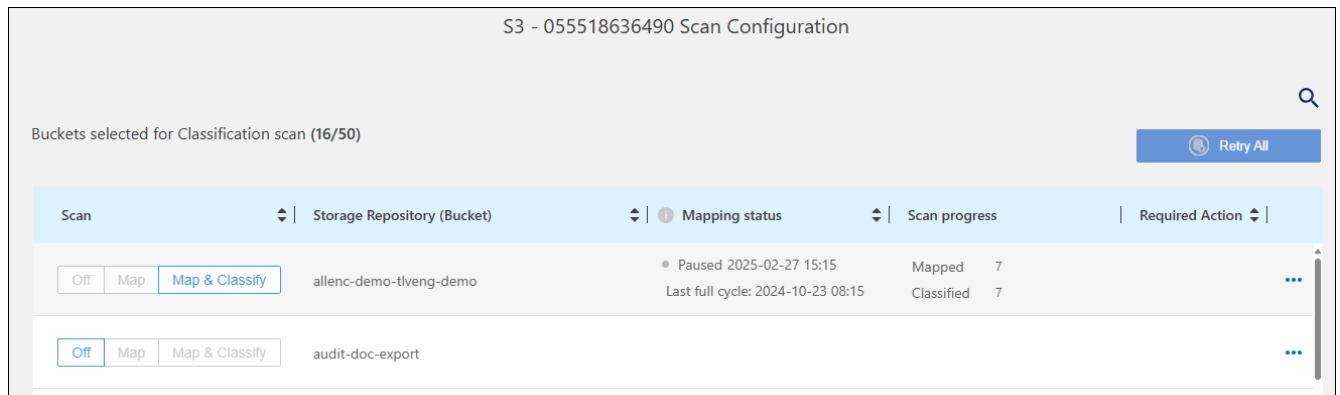 S3 - 055518636490 Scan Configuration
Buckets selected for Classification scan (16/50)
Retry All
Scan Storage Repository (Bucket) Mapping status Scan progress Required Action
Off Map Map & Classify allenc-demo-tlveng-demo Paused 2025-02-27 15:15 Mapped 7
Last full cycle: 2024-10-23 08:15 Classified 7
Off Map Map & Classify audit-doc-export